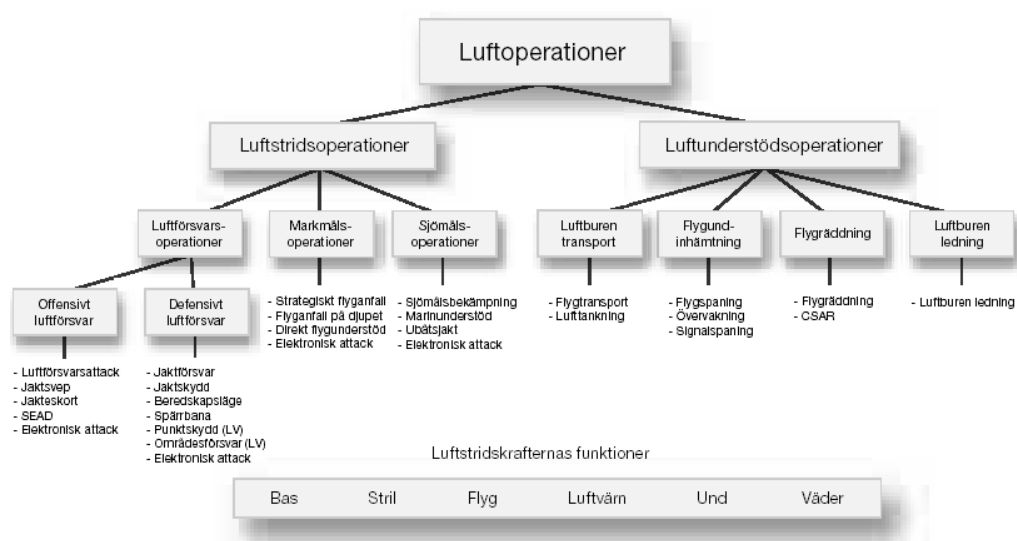 Luftoperationer
Luftstridsoperationer
Luftunderstödsoperationer
Luftförsvars-
operationer
Markmåls-
operationer
Sjömåls-
operationer
Luftburen
transport
Flygund-
inhämtning
Flygräddning
Luftburen
ledning
Offensivt
luftförsvar
Defensivt
luftförsvar
- Strategiskt flyganfall
- Flyganfall på djupet
- Direkt flygunderstöd
- Elektronisk attack
- Sjömålsbekämpning
- Marinunderstöd
- Ubåtsjakt
- Elektronisk attack
- Flygtransport
- Lufttankning
- Flygspaning
- Övervakning
- Signalspaning
- Flygräddning
- CSAR
- Luftburen ledning
- Luftförsvarsattack
- Jaktsvep
- Jakteskort
- SEAD
- Elektronisk attack
- Jaktförsvar
- Jaktskydd
- Beredskapsläge
- Spärrbana
- Punktskydd (LV)
- Områdesförsvar (LV)
- Elektronisk attack
Luftstridskrafternas funktioner
Bas Stril Flyg Luftvärn Und Väder